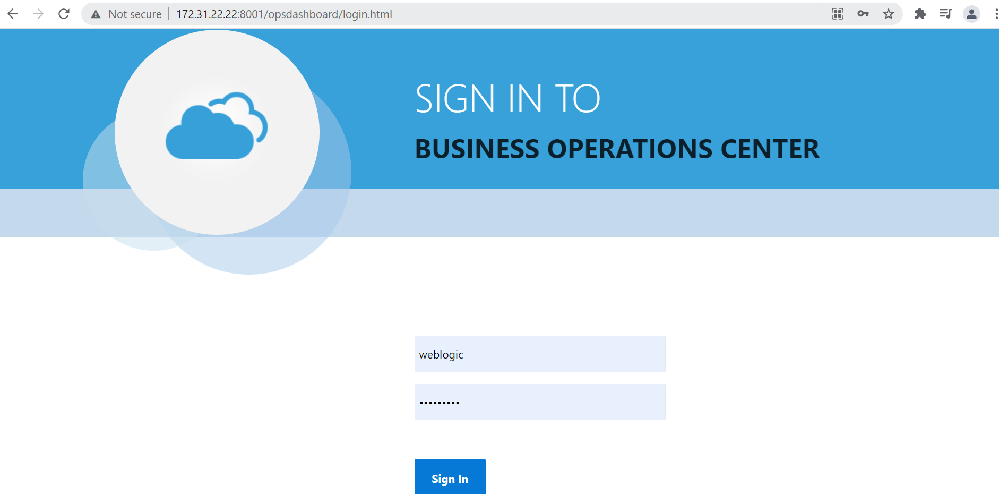 Not secure | 172.31.22.22:8001/opsdashboard/login.html
SIGN IN TO
BUSINESS OPERATIONS CENTER
weblogic
•••••••••
Sign In